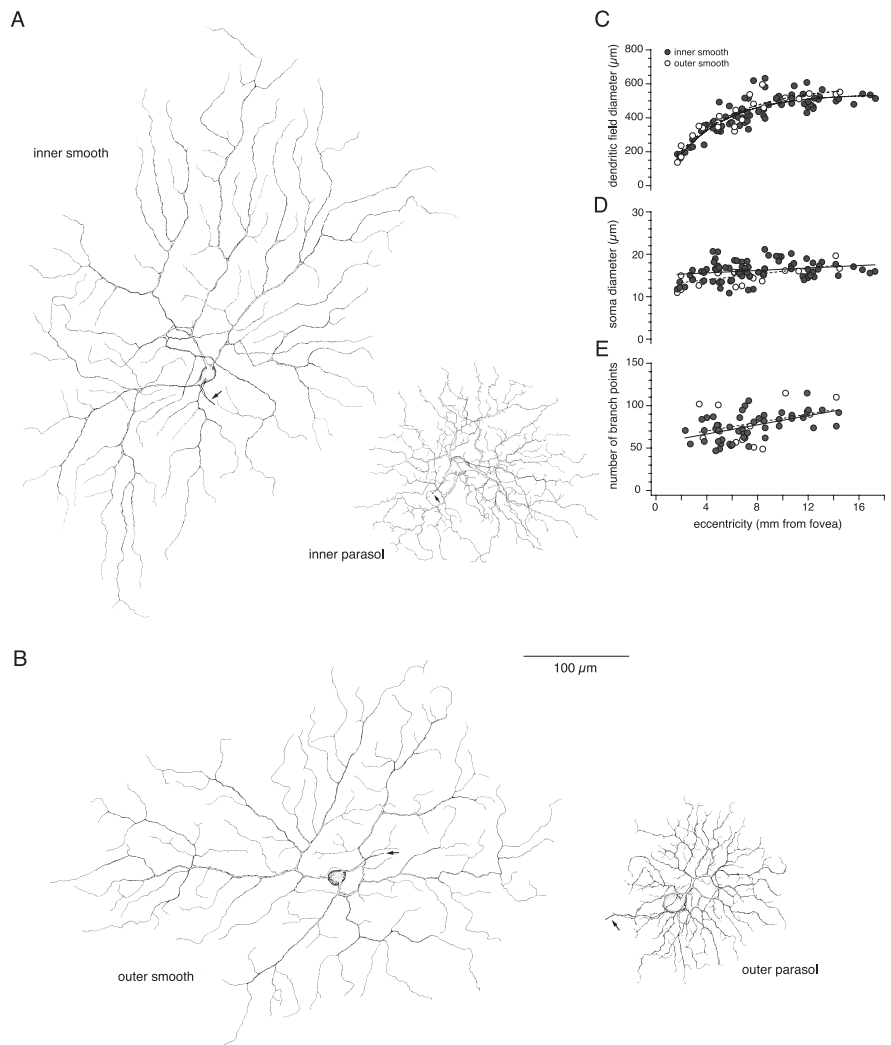 A
inner smooth
inner parasol
B
100 µm
outer smooth
outer parasol
C
dendritic field diameter (µm)
800
600
400
200
0
inner smooth
outer smooth
D
soma diameter (µm)
30
20
10
0
E
number of branch points
150
100
50
0
0 4 8 12 16
eccentricity (mm from fovea)